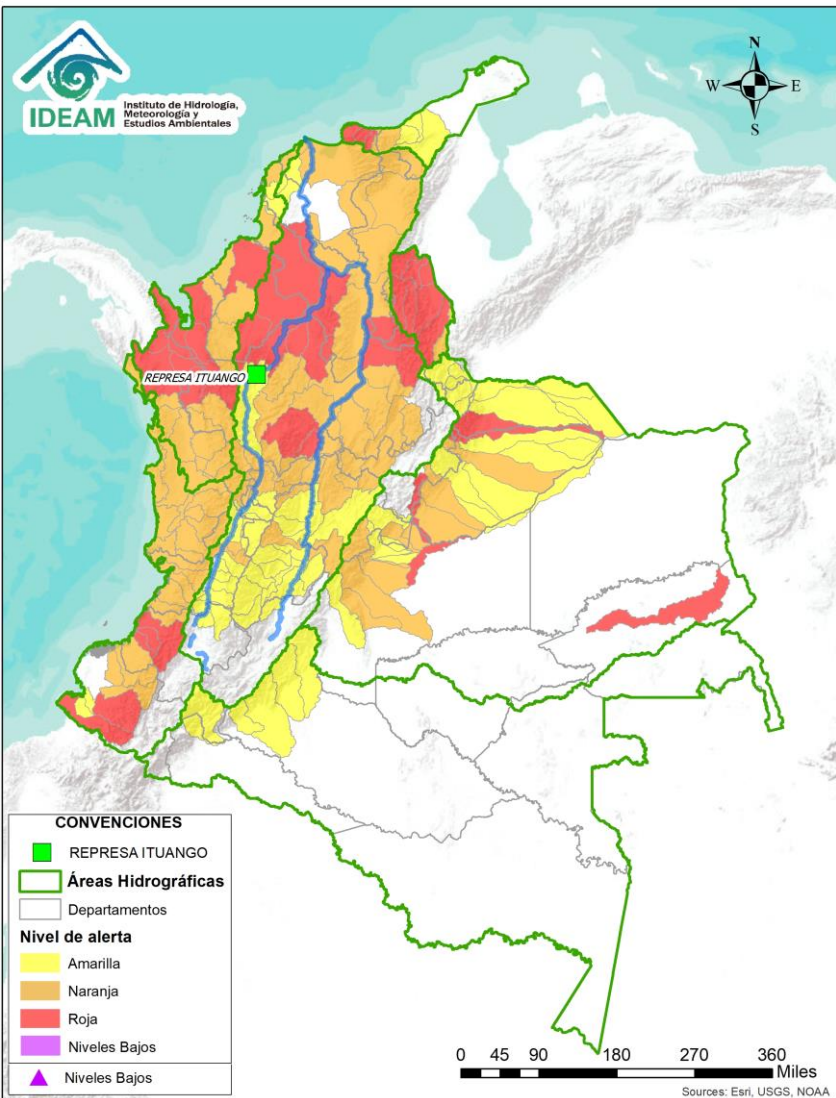 IDEAM
Instituto de Hidrología,
Meteorología y
Estudios Ambientales
N
W
E
S
REPRESA ITUANGO
CONVENCIONES
REPRESA ITUANGO
Áreas Hidrográficas
Departamentos
Nivel de alerta
Amarilla
Naranja
Roja
Niveles Bajos
Niveles Bajos
0 45 90 180 270 360
Miles
Sources: Esri, USGS, NOAA